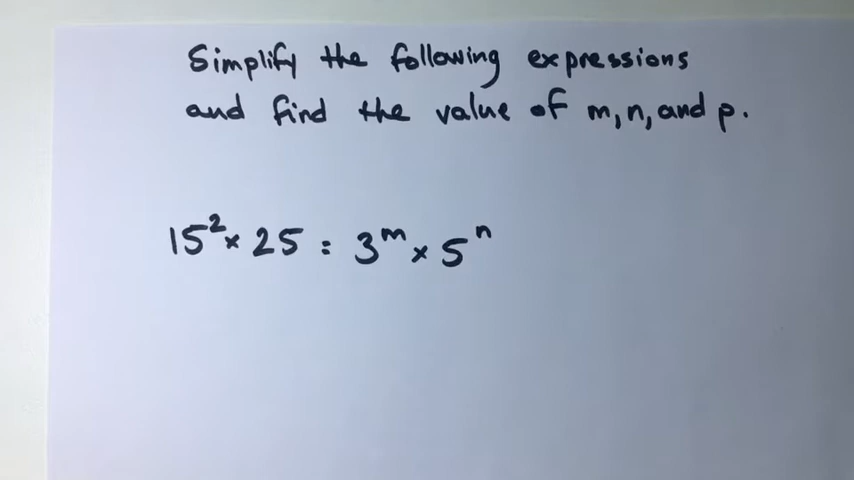 Simplify the following expressions
and find the value of m, n, and p.
15² × 25 = 3ᵐ × 5ⁿ